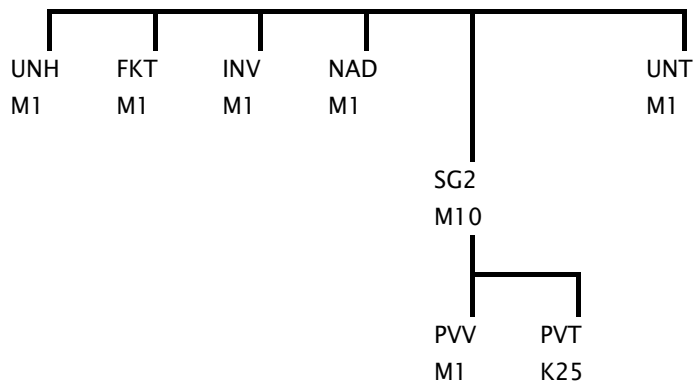 UNH FKT INV NAD UNT
M1 M1 M1 M1 M1
SG2
M10
PVV PVT
M1 K25